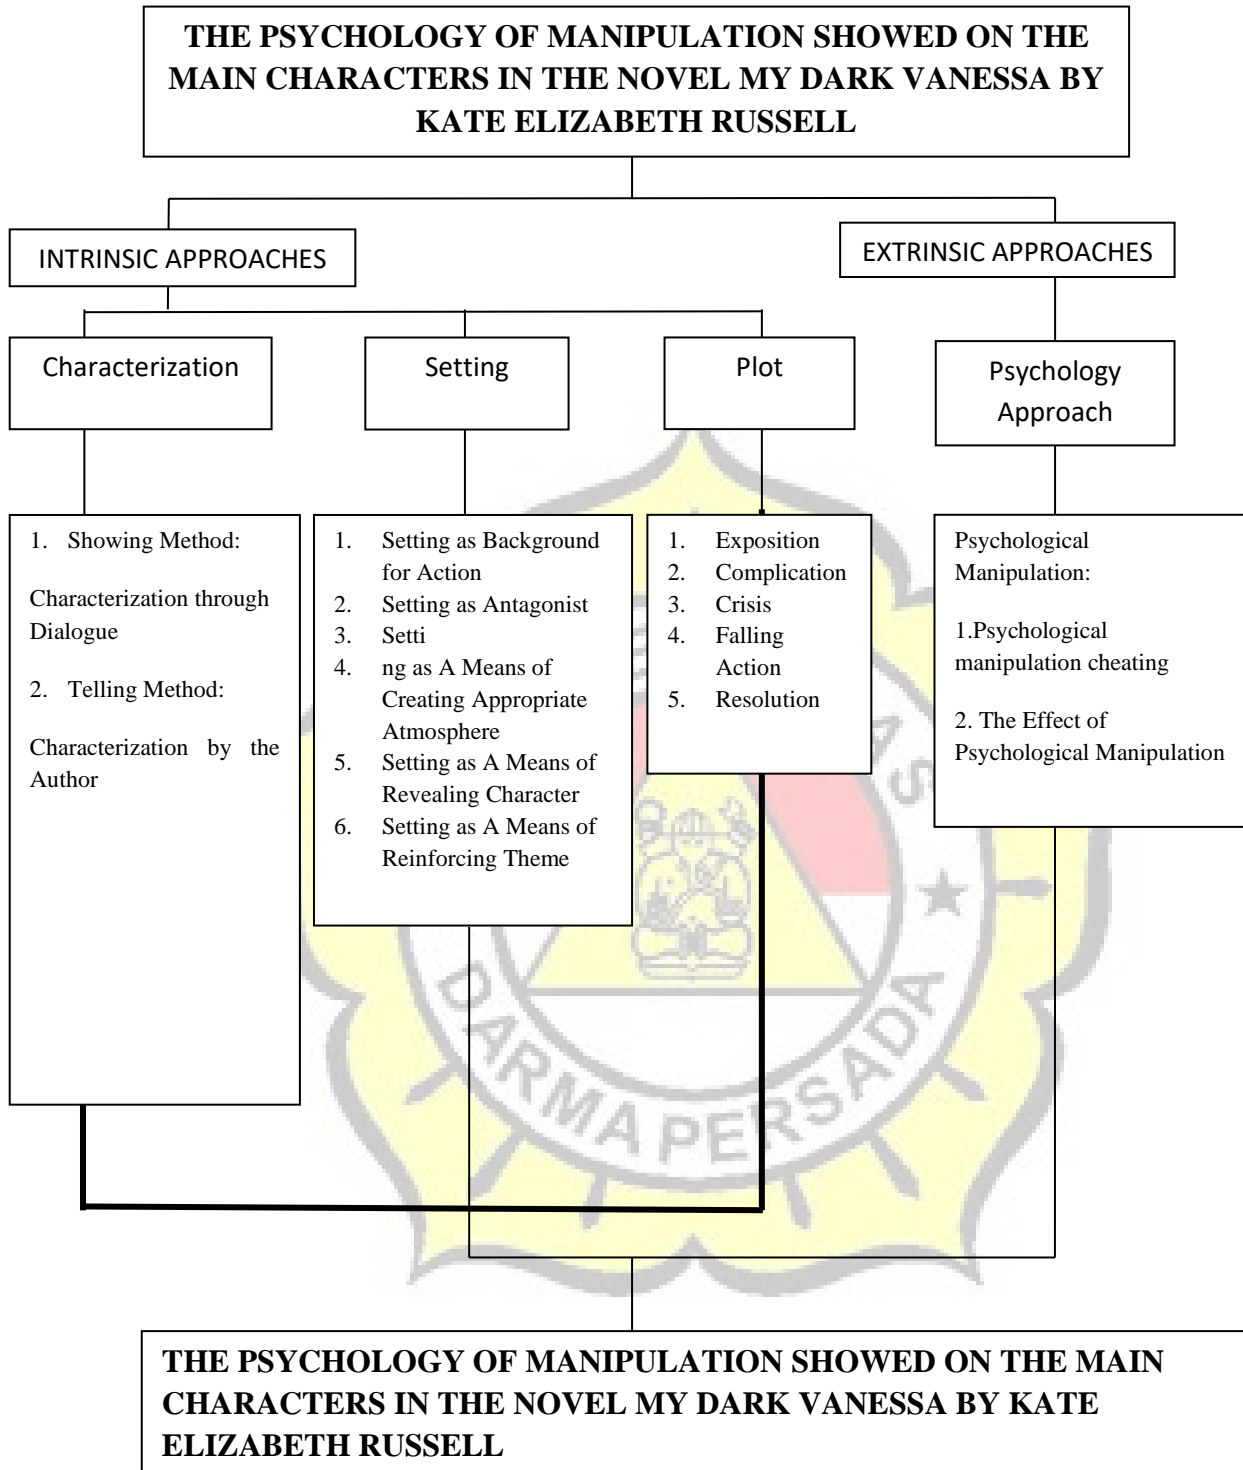 THE PSYCHOLOGY OF MANIPULATION SHOWED ON THE
MAIN CHARACTERS IN THE NOVEL MY DARK VANESSA BY
KATE ELIZABETH RUSSELL
INTRINSIC APPROACHES
EXTRINSIC APPROACHES
Characterization
Setting
Plot
Psychology
Approach
1. Showing Method:
Characterization through
Dialogue
2. Telling Method:
Characterization by the
Author
1. Setting as Background
for Action
2. Setting as Antagonist
3. Setti
4. ng as A Means of
Creating Appropriate
Atmosphere
5. Setting as A Means of
Revealing Character
6. Setting as A Means of
Reinforcing Theme
1. Exposition
2. Complication
3. Crisis
4. Falling
Action
5. Resolution
Psychological
Manipulation:
1.Psychological
manipulation cheating
2. The Effect of
Psychological Manipulation
DARMA PERSADA
THE PSYCHOLOGY OF MANIPULATION SHOWED ON THE MAIN
CHARACTERS IN THE NOVEL MY DARK VANESSA BY KATE
ELIZABETH RUSSELL